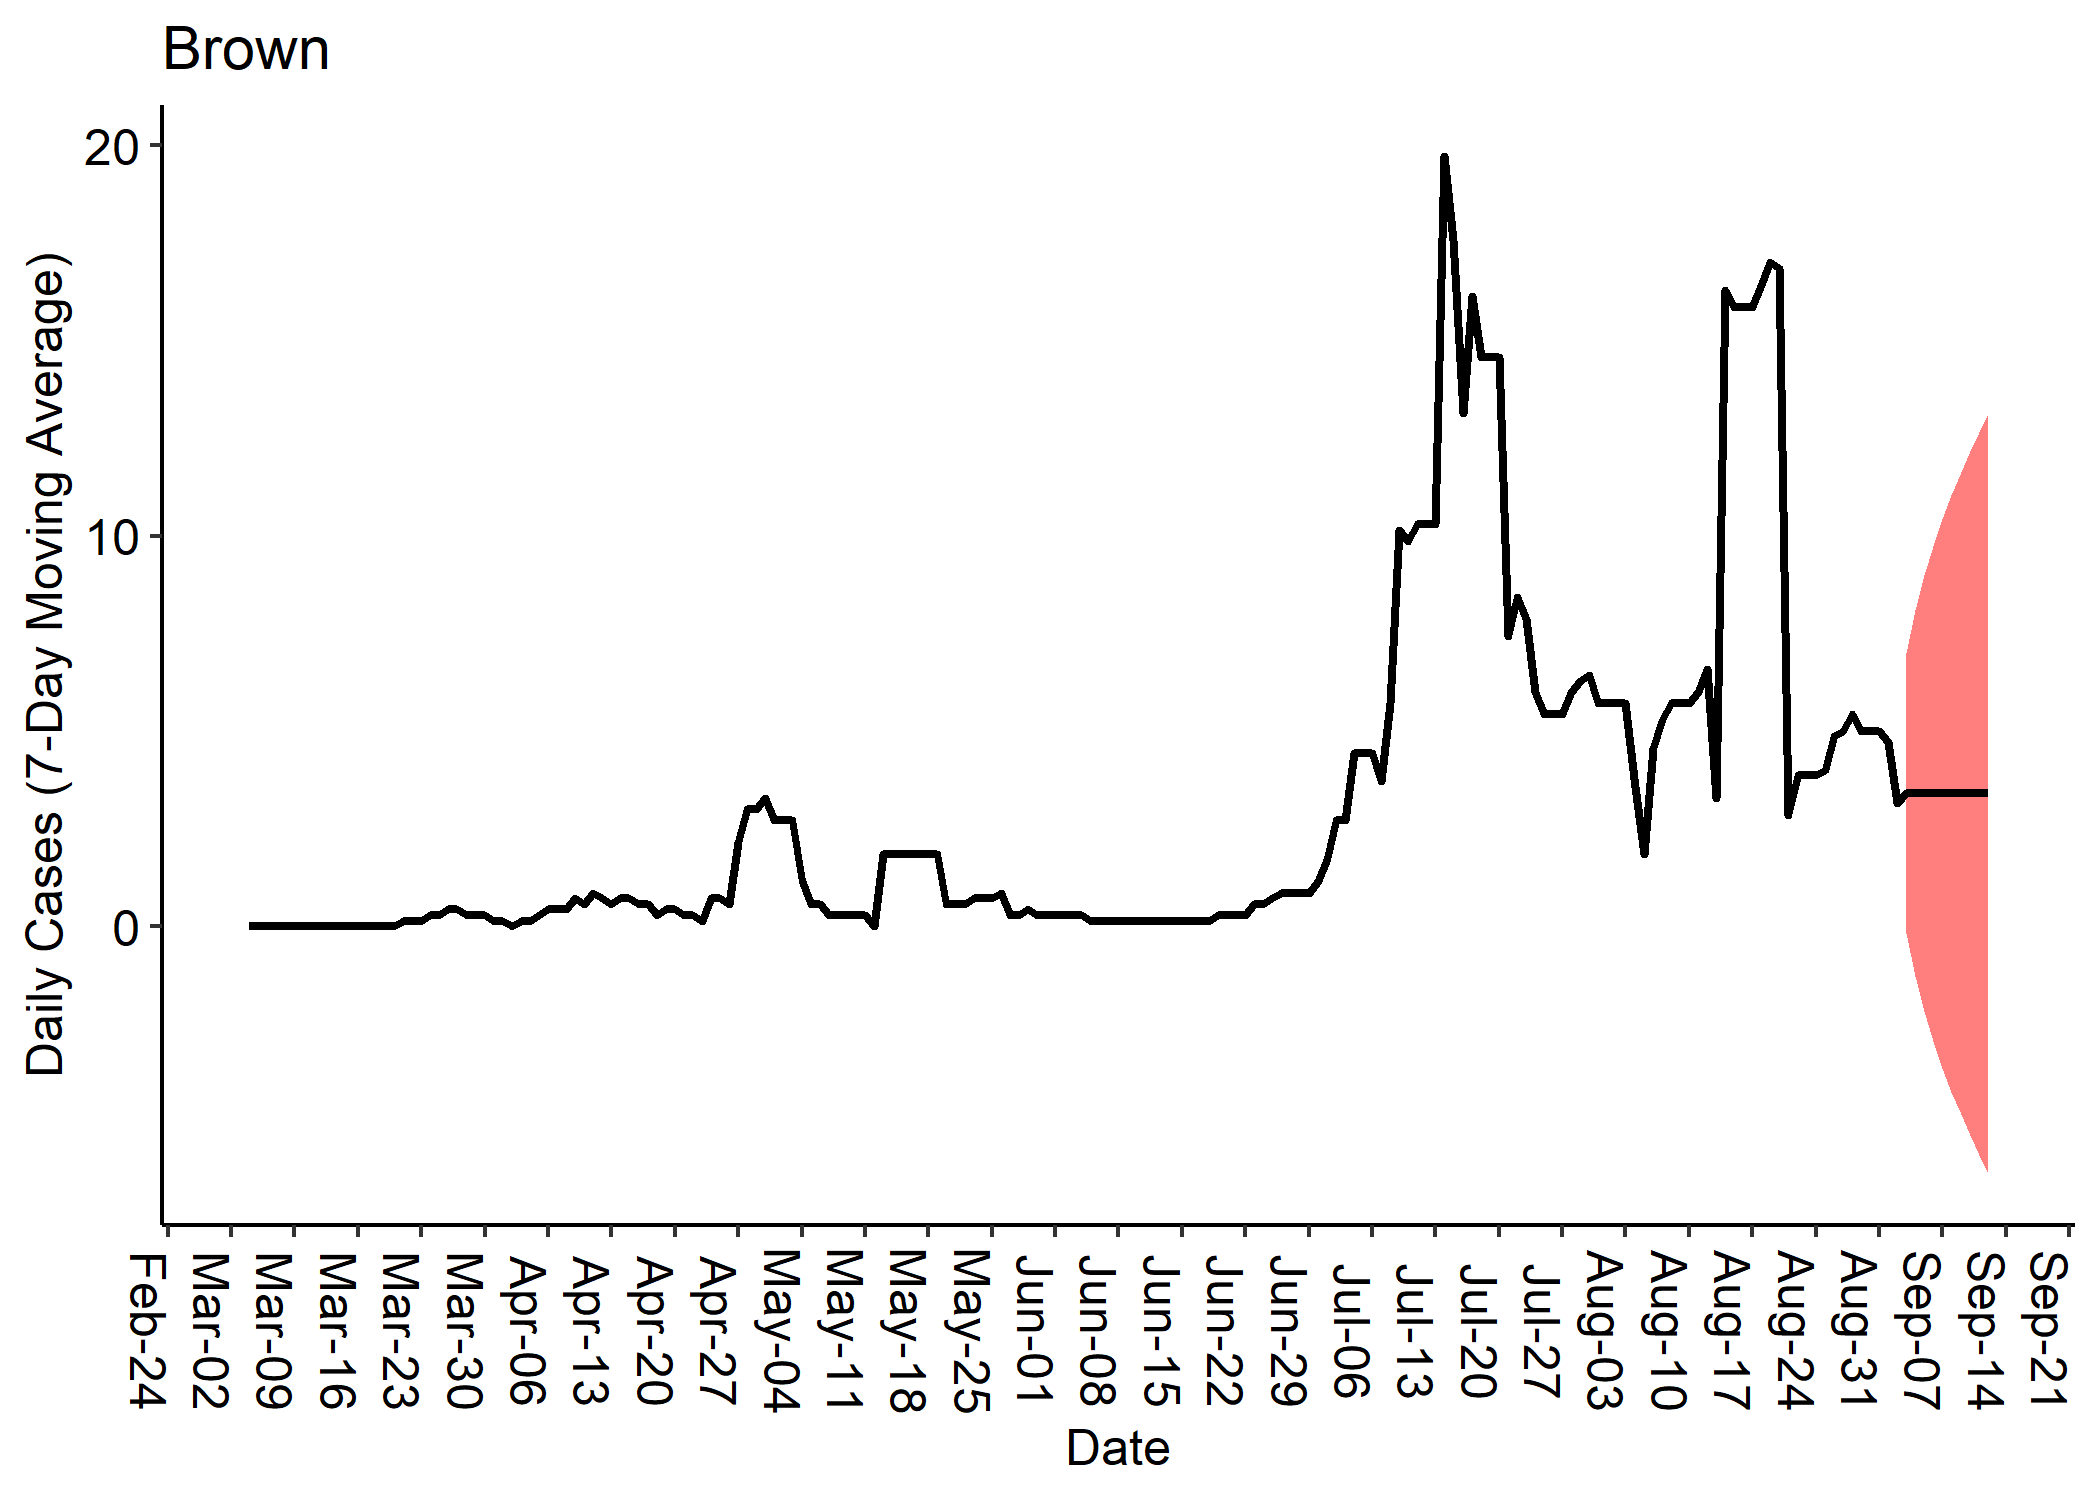 Brown
Daily Cases (7-Day Moving Average)
20
10
0
Feb-24
Mar-02
Mar-09
Mar-16
Mar-23
Mar-30
Apr-06
Apr-13
Apr-20
Apr-27
May-04
May-11
May-18
May-25
Jun-01
Jun-08
Jun-15
Jun-22
Jun-29
Jul-06
Jul-13
Jul-20
Jul-27
Aug-03
Aug-10
Aug-17
Aug-24
Aug-31
Sep-07
Sep-14
Sep-21
Date